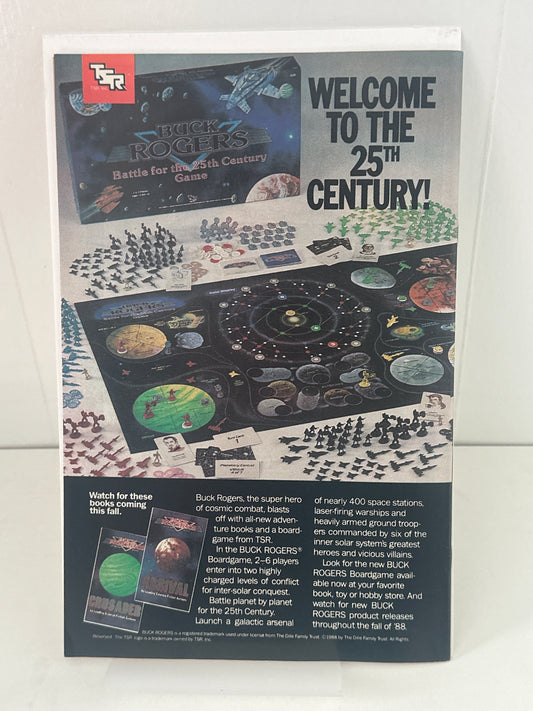 TSR
WELCOME
TO THE
25TH
CENTURY!
BUCK
ROGERS
Battle for the 25th Century
Game
Watch for these
books coming
this fall.
ARRIVAL
CRUSADER
Buck Rogers, the super hero
of cosmic combat, blasts
off with all-new adven-
ture books and a board-
game from TSR.
In the BUCK ROGERS®
Boardgame, 2–6 players
enter into two highly
charged levels of conflict
for inter-solar conquest.
Battle planet by planet
for the 25th Century.
Launch a galactic arsenal
of nearly 400 space stations,
laser-firing warships and
heavily armed ground troop-
ers commanded by six of the
inner solar system's greatest
heroes and vicious villains.
Look for the new BUCK
ROGERS Boardgame avail-
able now at your favorite
book, toy or hobby store. And
watch for new BUCK
ROGERS product releases
throughout the fall of '88.
BUCK ROGERS is a registered trademark used under license from The Dille Family Trust. ©1988 by The Dille Family Trust. All Rights
Reserved. The TSR logo is a trademark owned by TSR, Inc.